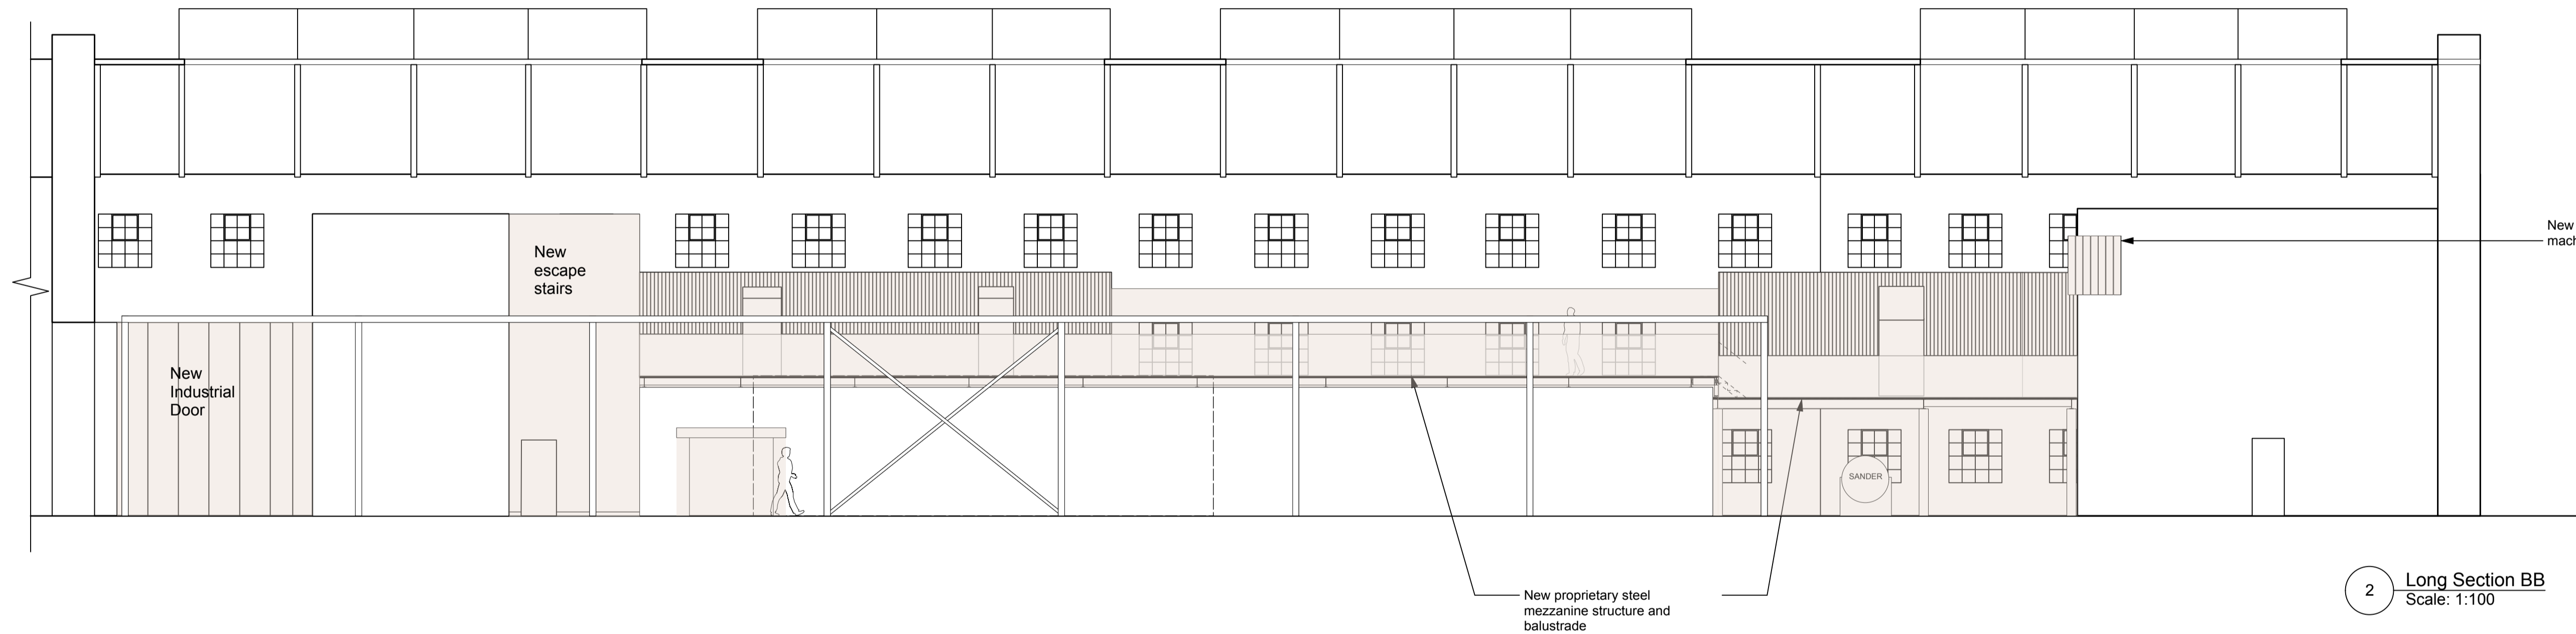 New
escape
stairs
New
New
Industrial
Door
SANDER
New proprietary steel
mezzanine structure and
balustrade
2
Long Section BB
Scale: 1:100